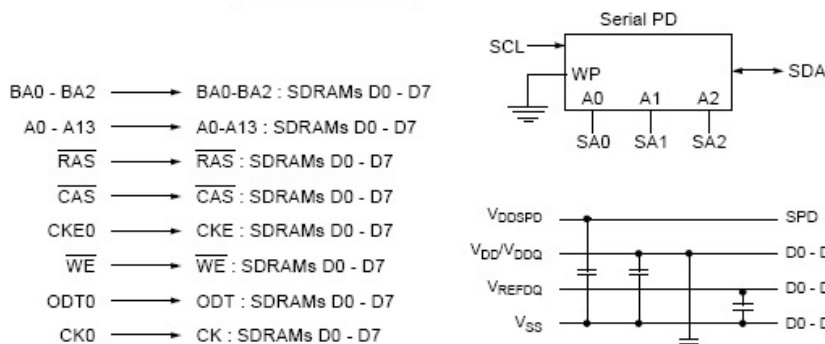 BA0 - BA2 BA0-BA2 : SDRAMs D0 - D7
A0 - A13 A0-A13 : SDRAMs D0 - D7
RAS RAS : SDRAMs D0 - D7
CAS CAS : SDRAMs D0 - D7
CKE0 CKE : SDRAMs D0 - D7
WE WE : SDRAMs D0 - D7
ODT0 ODT : SDRAMs D0 - D7
CK0 CK : SDRAMs D0 - D7
Serial PD
SCL
WP
SDA
A0 A1 A2
SA0 SA1 SA2
VDDSPD SPD
VDD/VDDQ D0 - D
VREFDQ D0 - D
VSS D0 - D